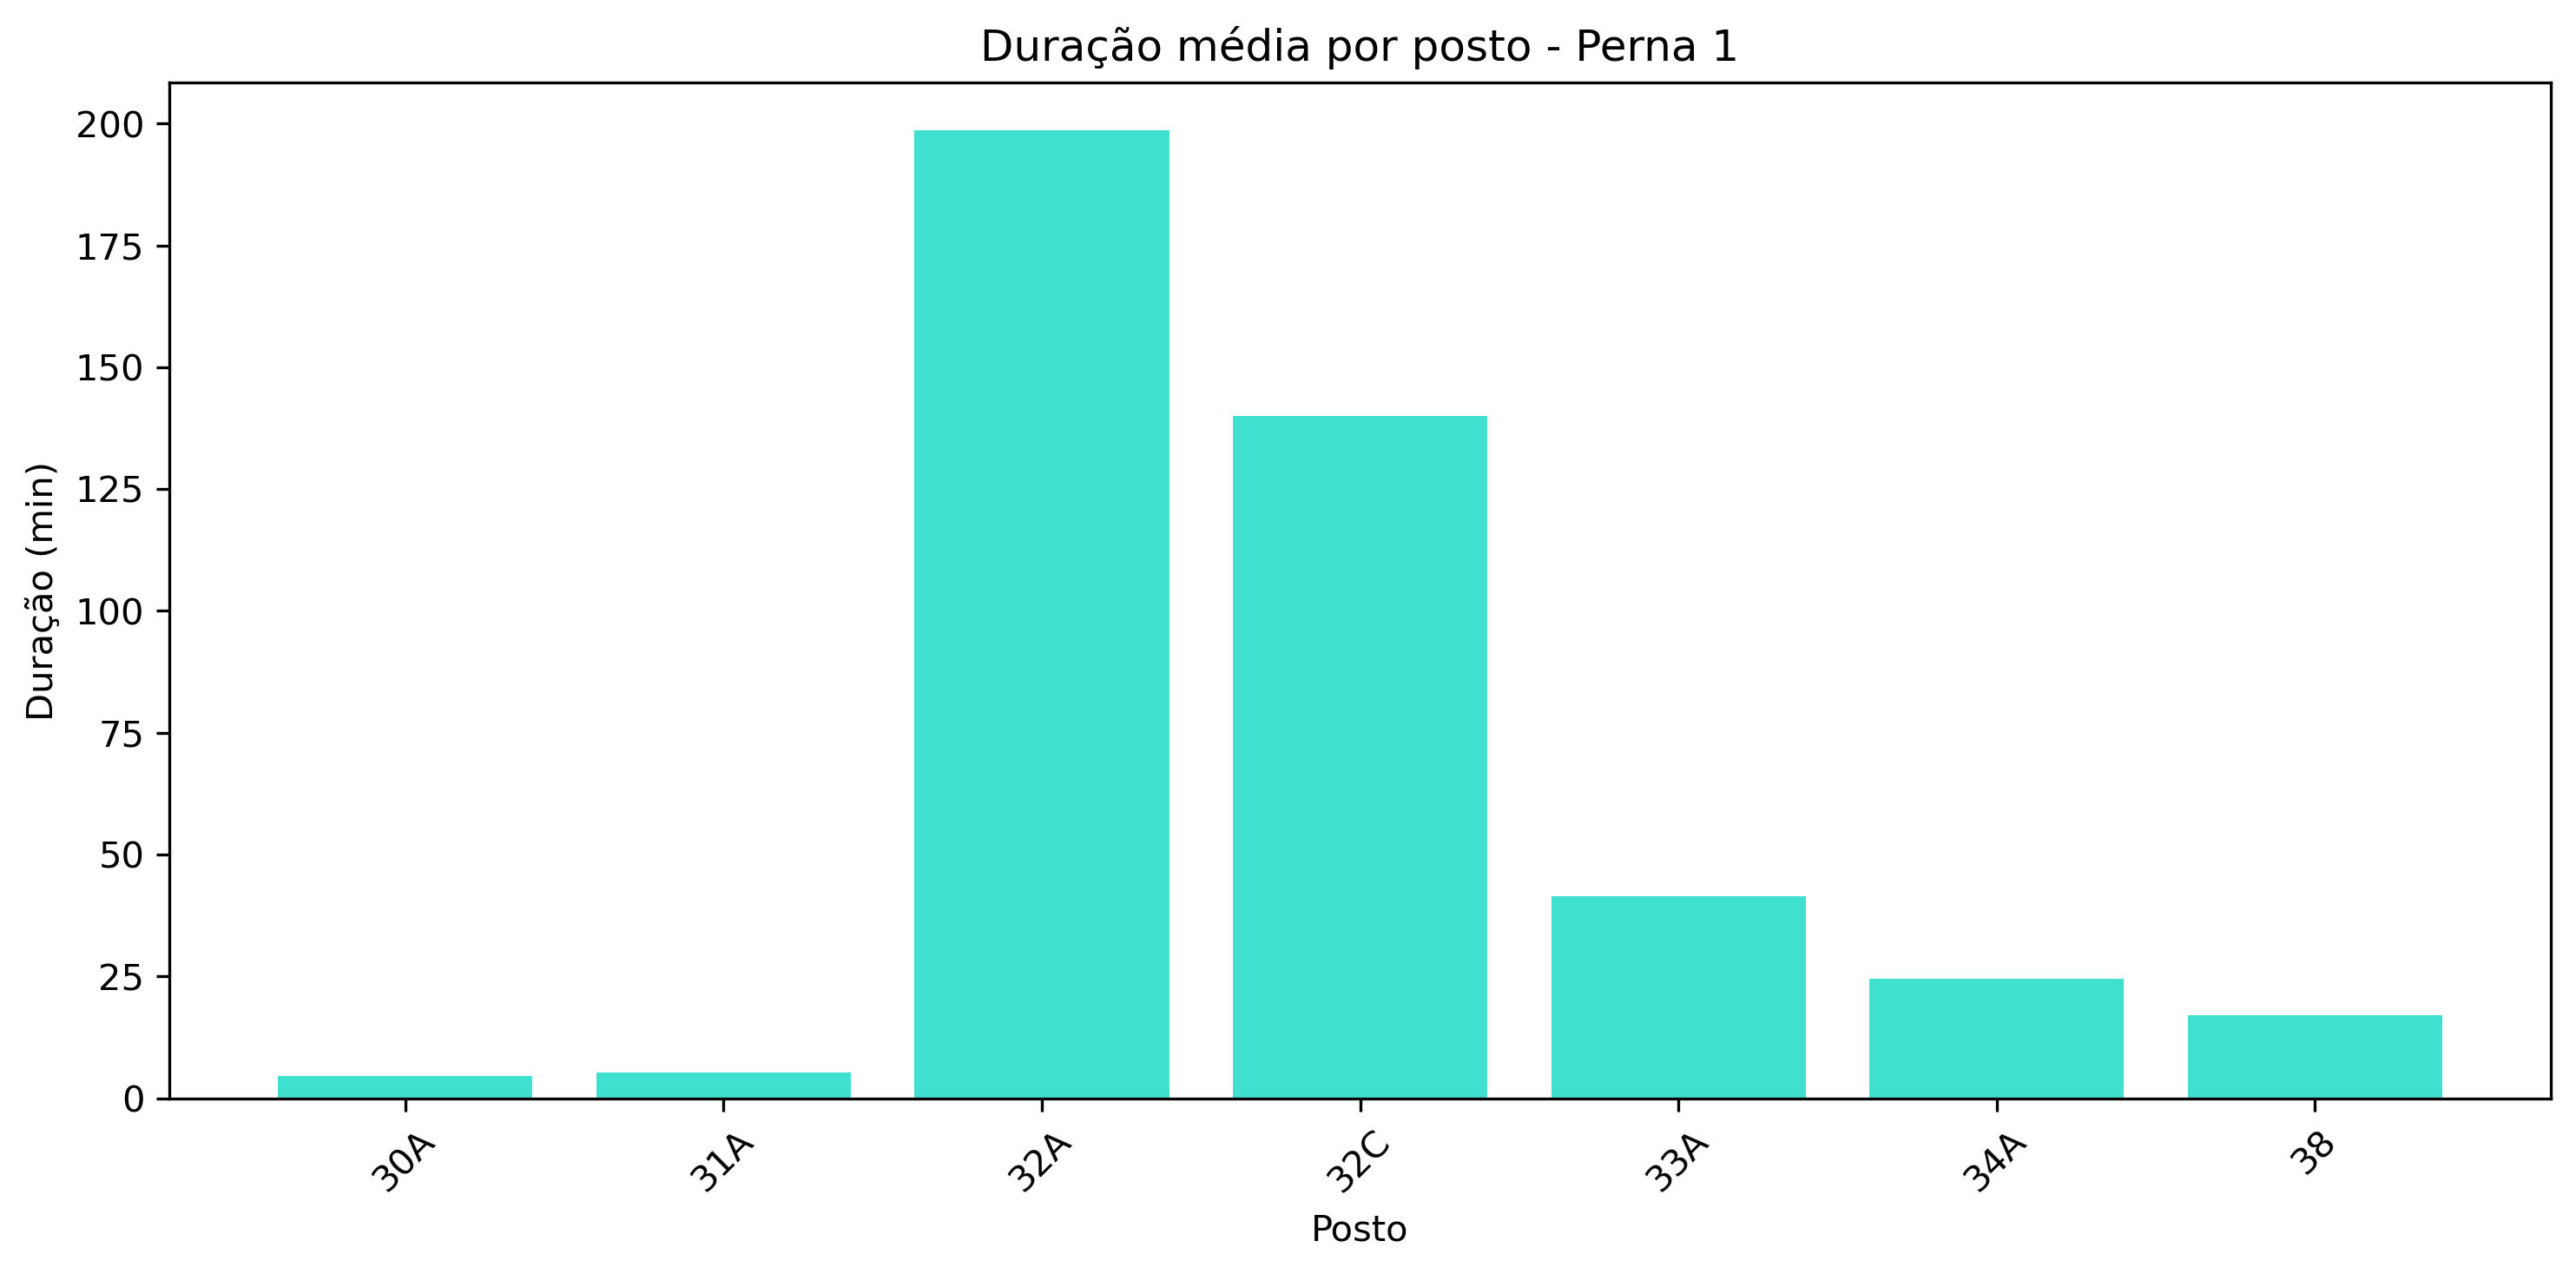 Duração média por posto - Perna 1
Duração (min)
200
175
150
125
100
75
50
25
0
30A
31A
32A
32C
33A
34A
38
Posto